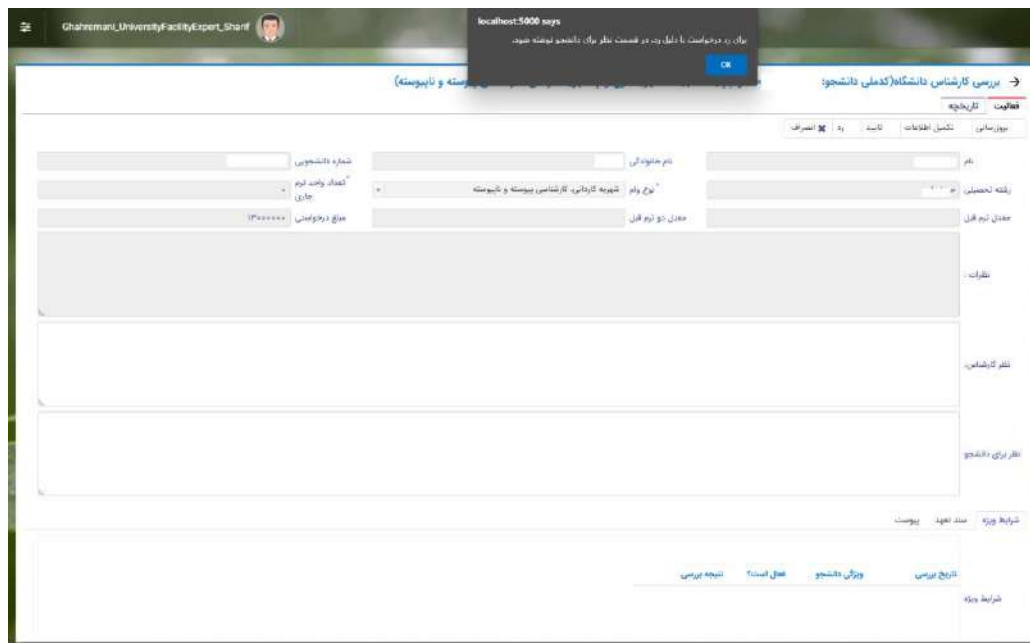 Ghahremani_UniversityFacilityExpert_Sharif
localhost:5000 says
برای رد درخواست با دلیل رد، در قسمت نظر برای دانشجو نوشته شود.
OK
بررسی کارشناس دانشگاه(کدملی دانشجو:
وسته و ناپیوسته)
فعالیت تاریخچه
بروزرسانی تکمیل اطلاعات تایید رد انصراف
نام نام خانوادگی شماره دانشجویی
رشته تحصیلی نوع وام * شهریه کاردانی، کارشناسی پیوسته و ناپیوسته تعداد واحد ترم جاری *
معدل ترم قبل معدل دو ترم قبل مبلغ درخواستی ۱۳۰۰۰۰۰۰
نظرات :
نظر کارشناس:
نظر برای دانشجو
شرایط ویژه سند تعهد پیوست
تاریخ بررسی ویژگی دانشجو فعال است؟ نتیجه بررسی
شرایط ویژه